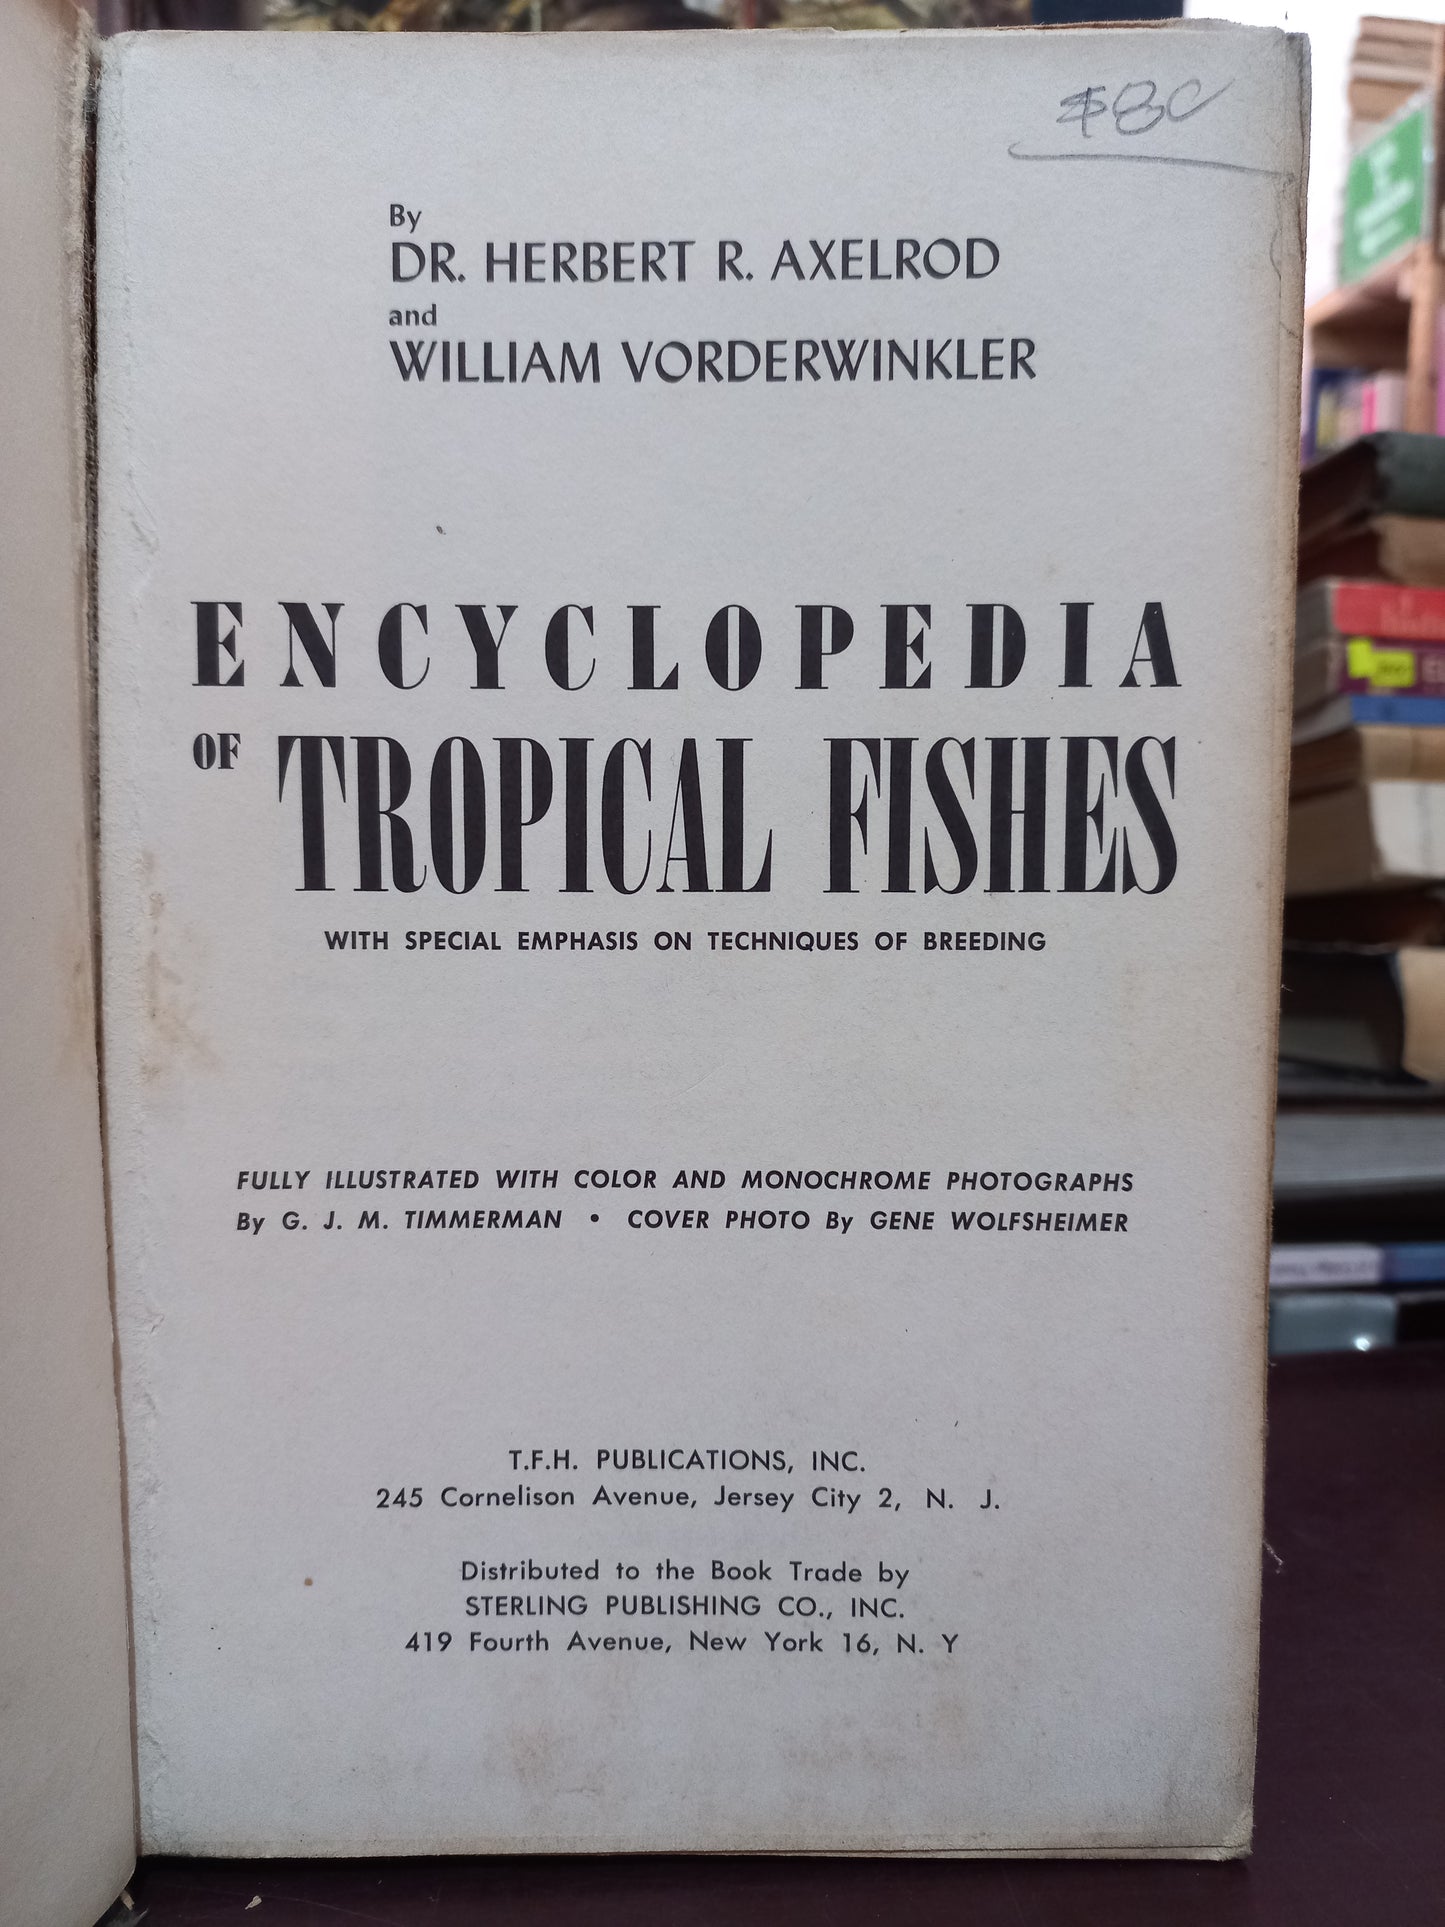 $80
By
DR. HERBERT R. AXELROD
and
WILLIAM VORDERWINKLER
ENCYCLOPEDIA
OF TROPICAL FISHES
WITH SPECIAL EMPHASIS ON TECHNIQUES OF BREEDING
FULLY ILLUSTRATED WITH COLOR AND MONOCHROME PHOTOGRAPHS
By G. J. M. TIMMERMAN • COVER PHOTO By GENE WOLFSHEIMER
T.F.H. PUBLICATIONS, INC.
245 Cornelison Avenue, Jersey City 2, N. J.
Distributed to the Book Trade by
STERLING PUBLISHING CO., INC.
419 Fourth Avenue, New York 16, N. Y